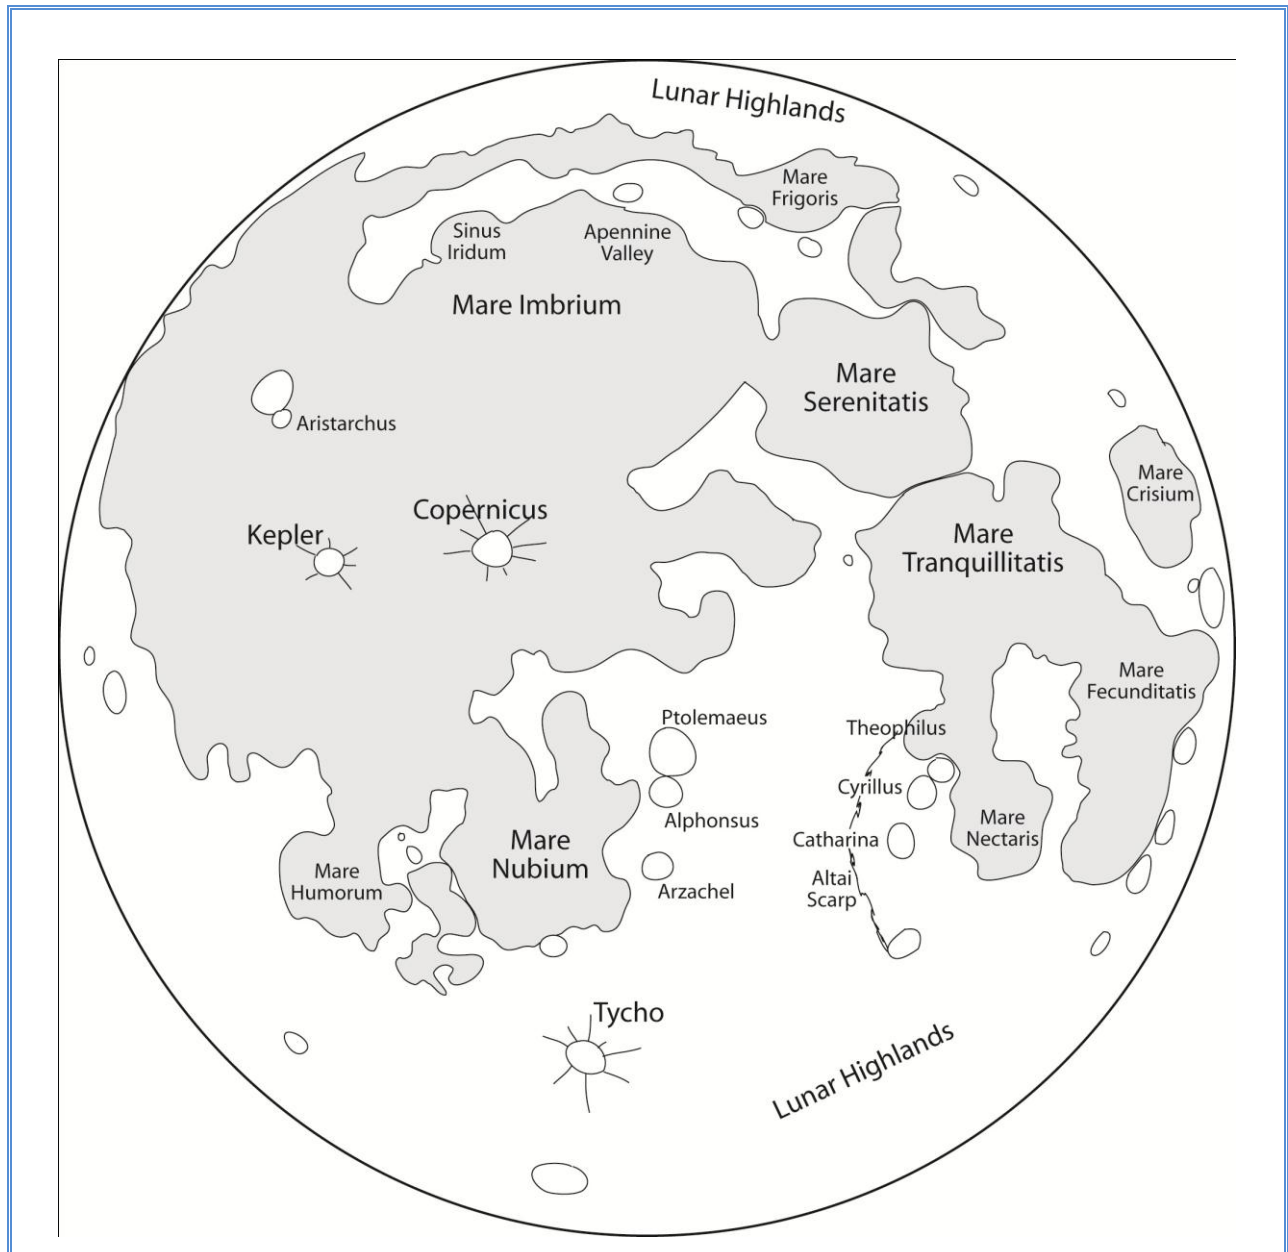 Lunar Highlands
Mare
Frigoris
Sinus
Iridum
Apennine
Valley
Mare Imbrium
Mare
Serenitatis
Aristarchus
Mare
Crisium
Copernicus
Kepler
Mare
Tranquillitatis
Mare
Fecunditatis
Ptolemaeus
Theophilus
Cyrillus
Alphonsus
Mare
Nectaris
Catharina
Mare
Nubium
Mare
Humorum
Arzachel
Altai
Scarp
Tycho
Lunar Highlands